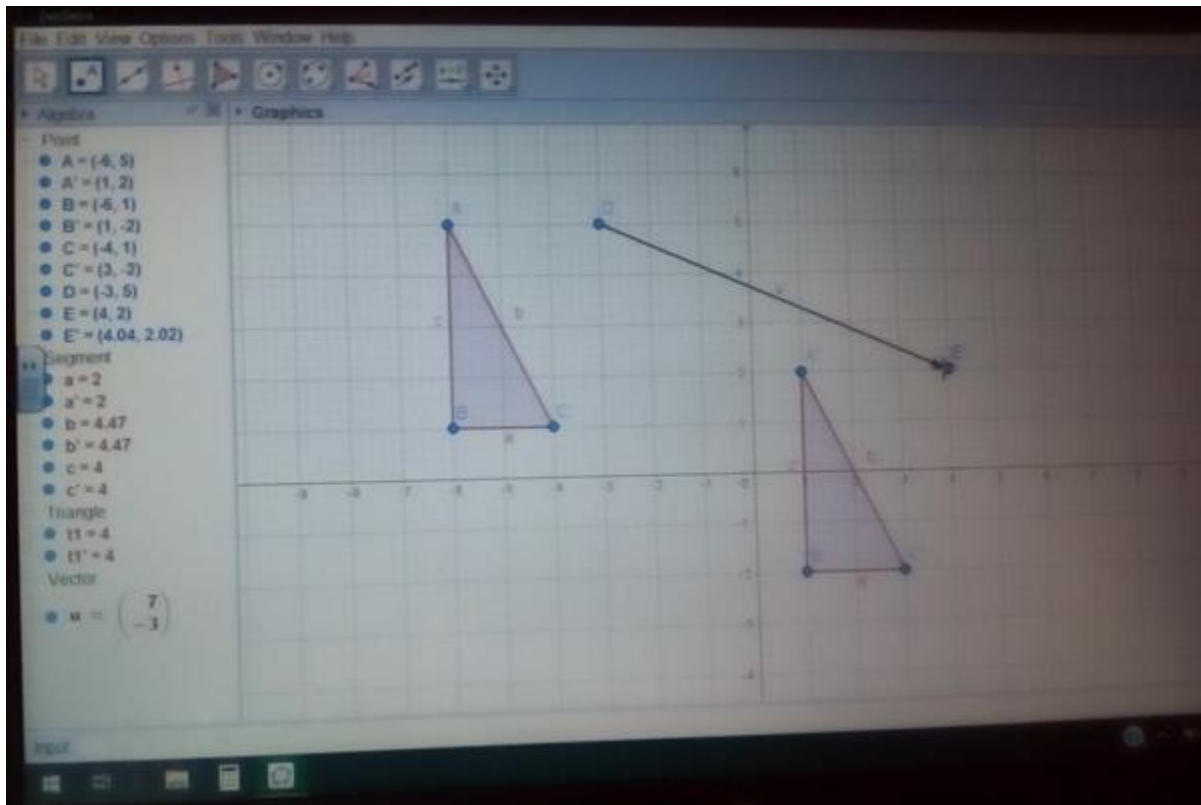 File Edit View Options Tools Window Help
Algebra
Graphics
Point
A = (-6, 5)
A' = (1, 2)
B = (-6, 1)
B' = (1, -2)
C = (-4, 1)
C' = (3, -2)
D = (-3, 5)
E = (4, 2)
E' = (4.04, 2.02)
Segment
a = 2
a' = 2
b = 4.47
b' = 4.47
c = 4
c' = 4
Triangle
t1 = 4
t1' = 4
Vector
u = (7
-3)
A
D
B
C
a
b
E
Input